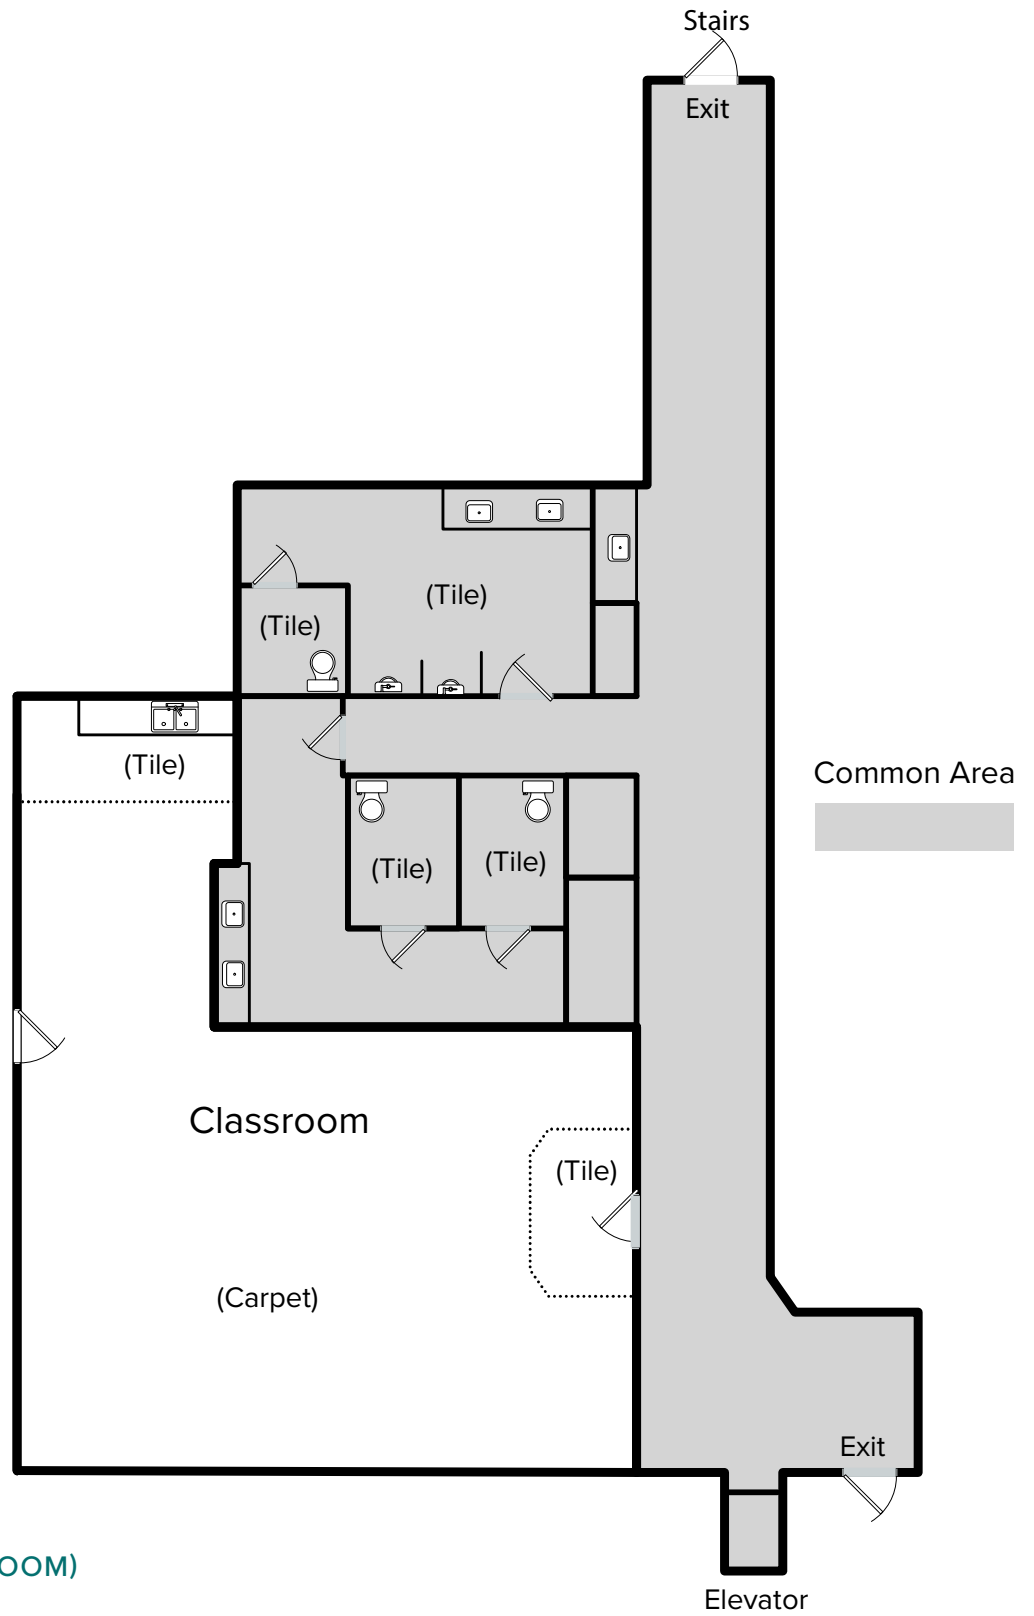 Stairs
Exit
(Tile)
(Tile)
(Tile)
Common Area
(Tile)
(Tile)
Classroom
(Tile)
(Carpet)
Exit
OOM)
Elevator